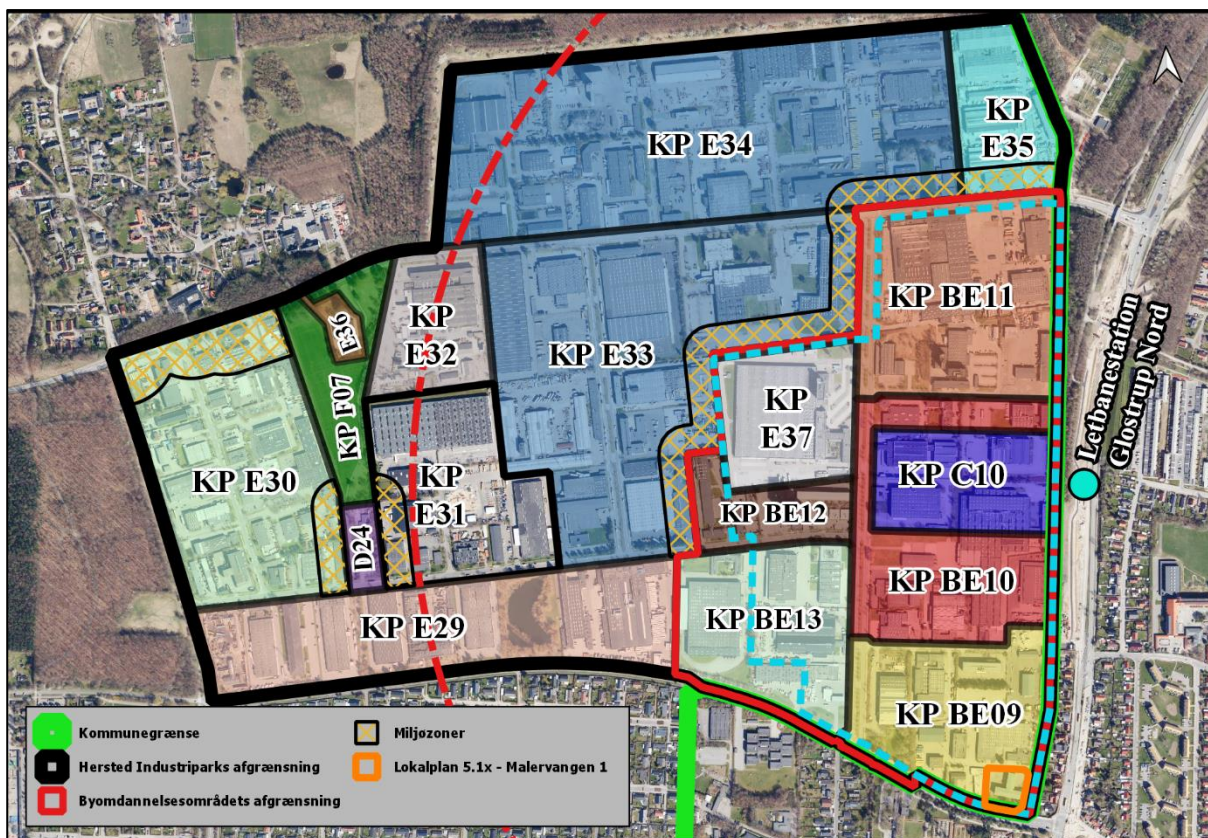 KP E34
KP
E35
KP BE11
E36
KP
E32
KP E33
KP F07
KP
E37
KP E30
KP
E31
KP C10
Letbanestation
Glostrup Nord
D24
KP BE12
KP BE10
KP E29
KP BE13
KP BE09
Kommunegrænse
Hersted Industriparks afgrænsning
Byomdannelsesområdets afgrænsning
Miljøzoner
Lokalplan 5.1x - Malervangen 1